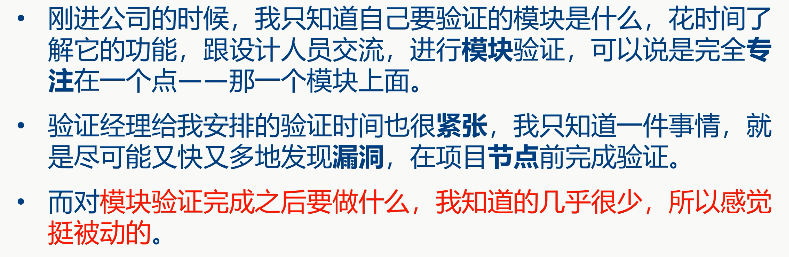 • 刚进公司的时候，我只知道自己要验证的模块是什么，花时间了
解它的功能，跟设计人员交流，进行模块验证，可以说是完全专
注在一个点——那一个模块上面。
• 验证经理给我安排的验证时间也很紧张，我只知道一件事情，就
是尽可能又快又多地发现漏洞，在项目节点前完成验证。
• 而对模块验证完成之后要做什么，我知道的几乎很少，所以感觉
挺被动的。